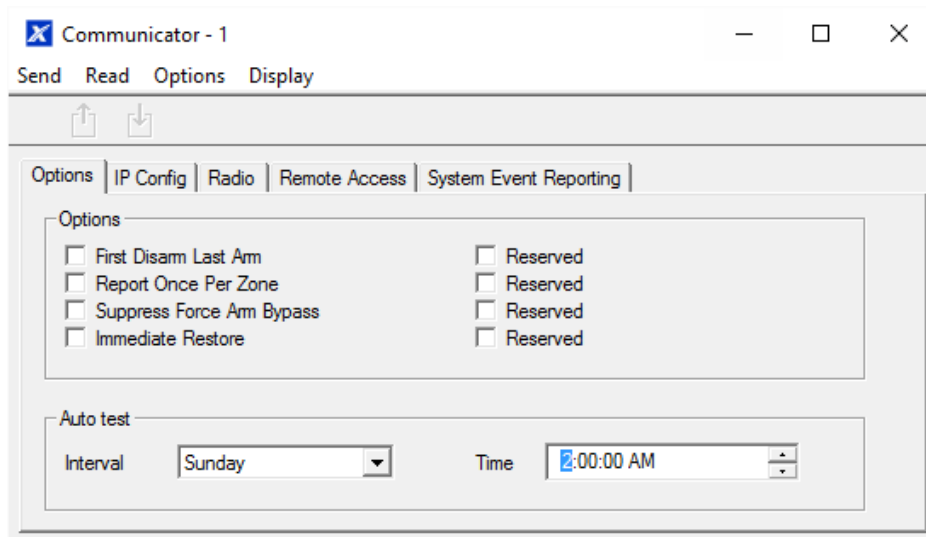 Communicator - 1
Send Read Options Display
Options IP Config Radio Remote Access System Event Reporting
Options
First Disarm Last Arm Reserved
Report Once Per Zone Reserved
Suppress Force Arm Bypass Reserved
Immediate Restore Reserved
Auto test
Interval Sunday Time 2:00:00 AM